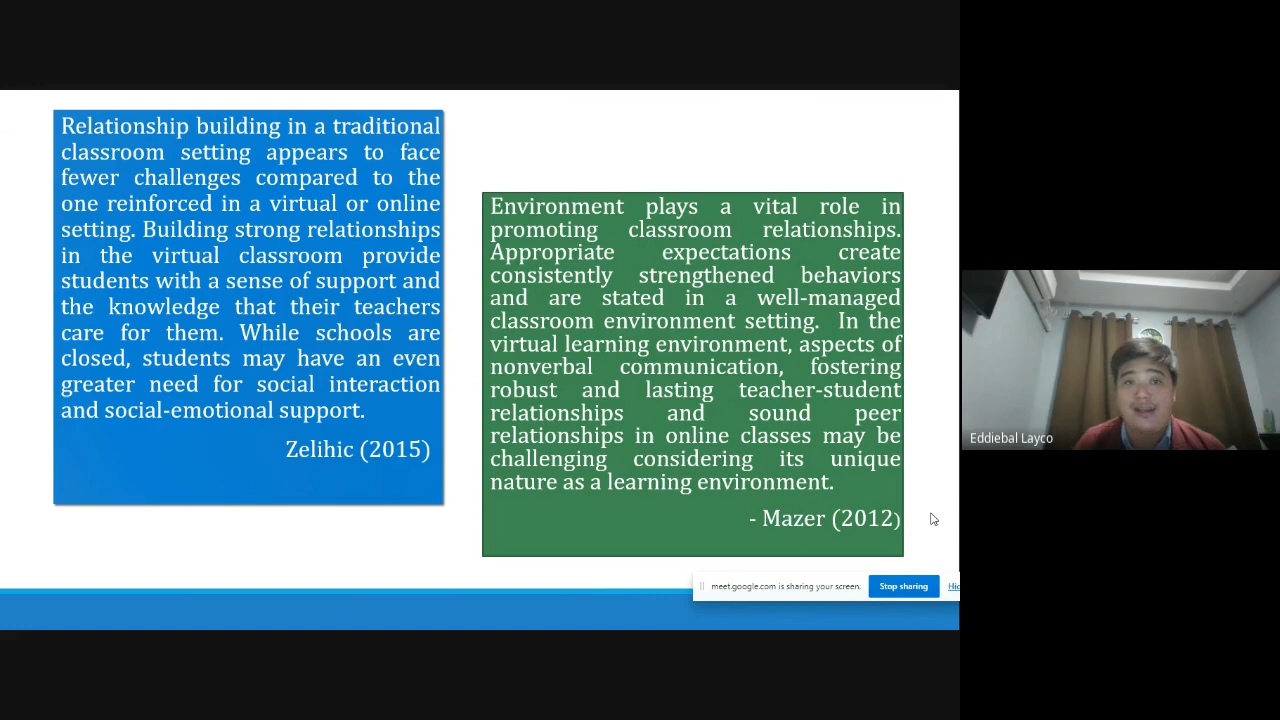 Relationship building in a traditional
classroom setting appears to face
fewer challenges compared to the
one reinforced in a virtual or online
setting. Building strong relationships
in the virtual classroom provide
students with a sense of support and
the knowledge that their teachers
care for them. While schools are
closed, students may have an even
greater need for social interaction
and social-emotional support.
Zelihic (2015)
Environment plays a vital role in
promoting classroom relationships.
Appropriate expectations create
consistently strengthened behaviors
and are stated in a well-managed
classroom environment setting. In the
virtual learning environment, aspects of
nonverbal communication, fostering
robust and lasting teacher-student
relationships and sound peer
relationships in online classes may be
challenging considering its unique
nature as a learning environment.
- Mazer (2012)
meet.google.com is sharing your screen.
Stop sharing
Eddiebal Layco